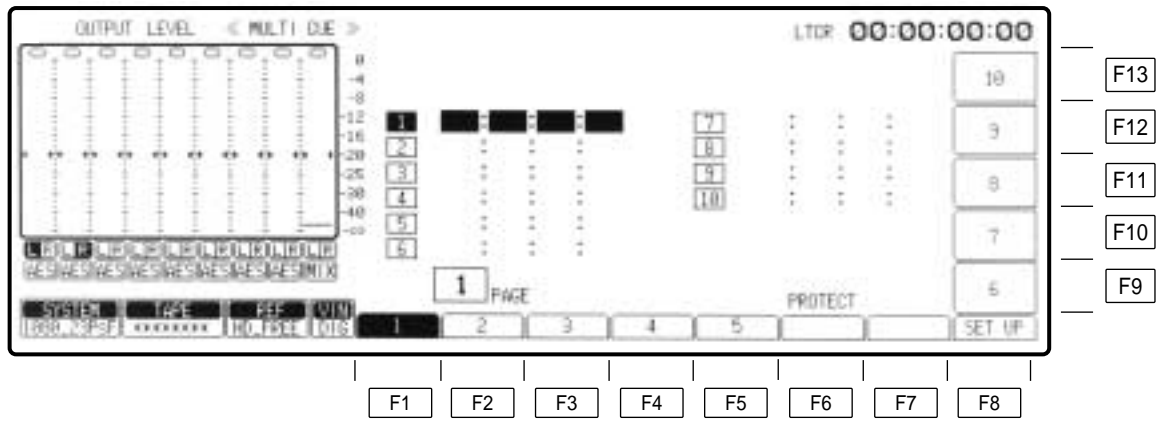 OUTPUT LEVEL ≪ MULTI CUE ≫
LTCR 00:00:00:00
0
-4
-8
-12
-16
-20
-25
-30
-40
-∞
1
2
3
4
5
6
7
8
9
10
10
9
8
7
6
L R L R L R L R L R L R L R L R
AES AES AES AES AES AES AES MIX
1 PAGE
PROTECT
SYSTEM TAPE REF VIN
1080_23PsF ******** HD_FREE DIG
1 2 3 4 5 SET UP
F13
F12
F11
F10
F9
F1 F2 F3 F4 F5 F6 F7 F8